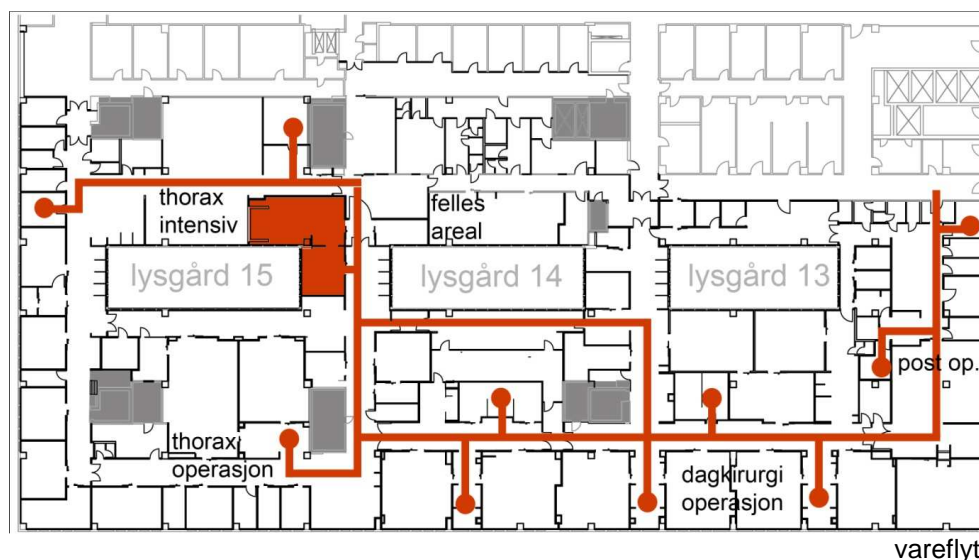 thorax
intensiv
felles
areal
lysgård 15
lysgård 14
lysgård 13
post op.
thorax
operasjon
dagkirurgi
operasjon
vareflyt